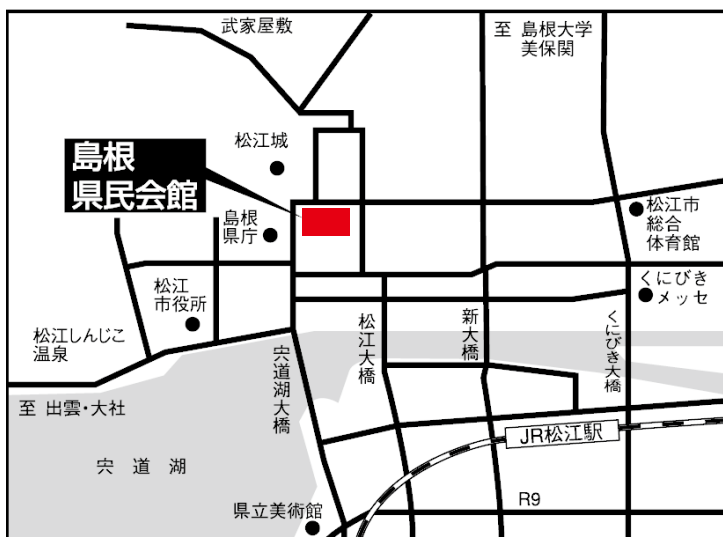 武家屋敷
至 島根大学
美保関
松江城
島根
県民会館
島根
県庁
松江市
総合
体育館
くにびき
メッセ
松江
市役所
松江しんじこ
温泉
宍道湖大橋
松江大橋
新大橋
くにびき大橋
至 出雲・大社
宍道湖
JR松江駅
県立美術館
R9